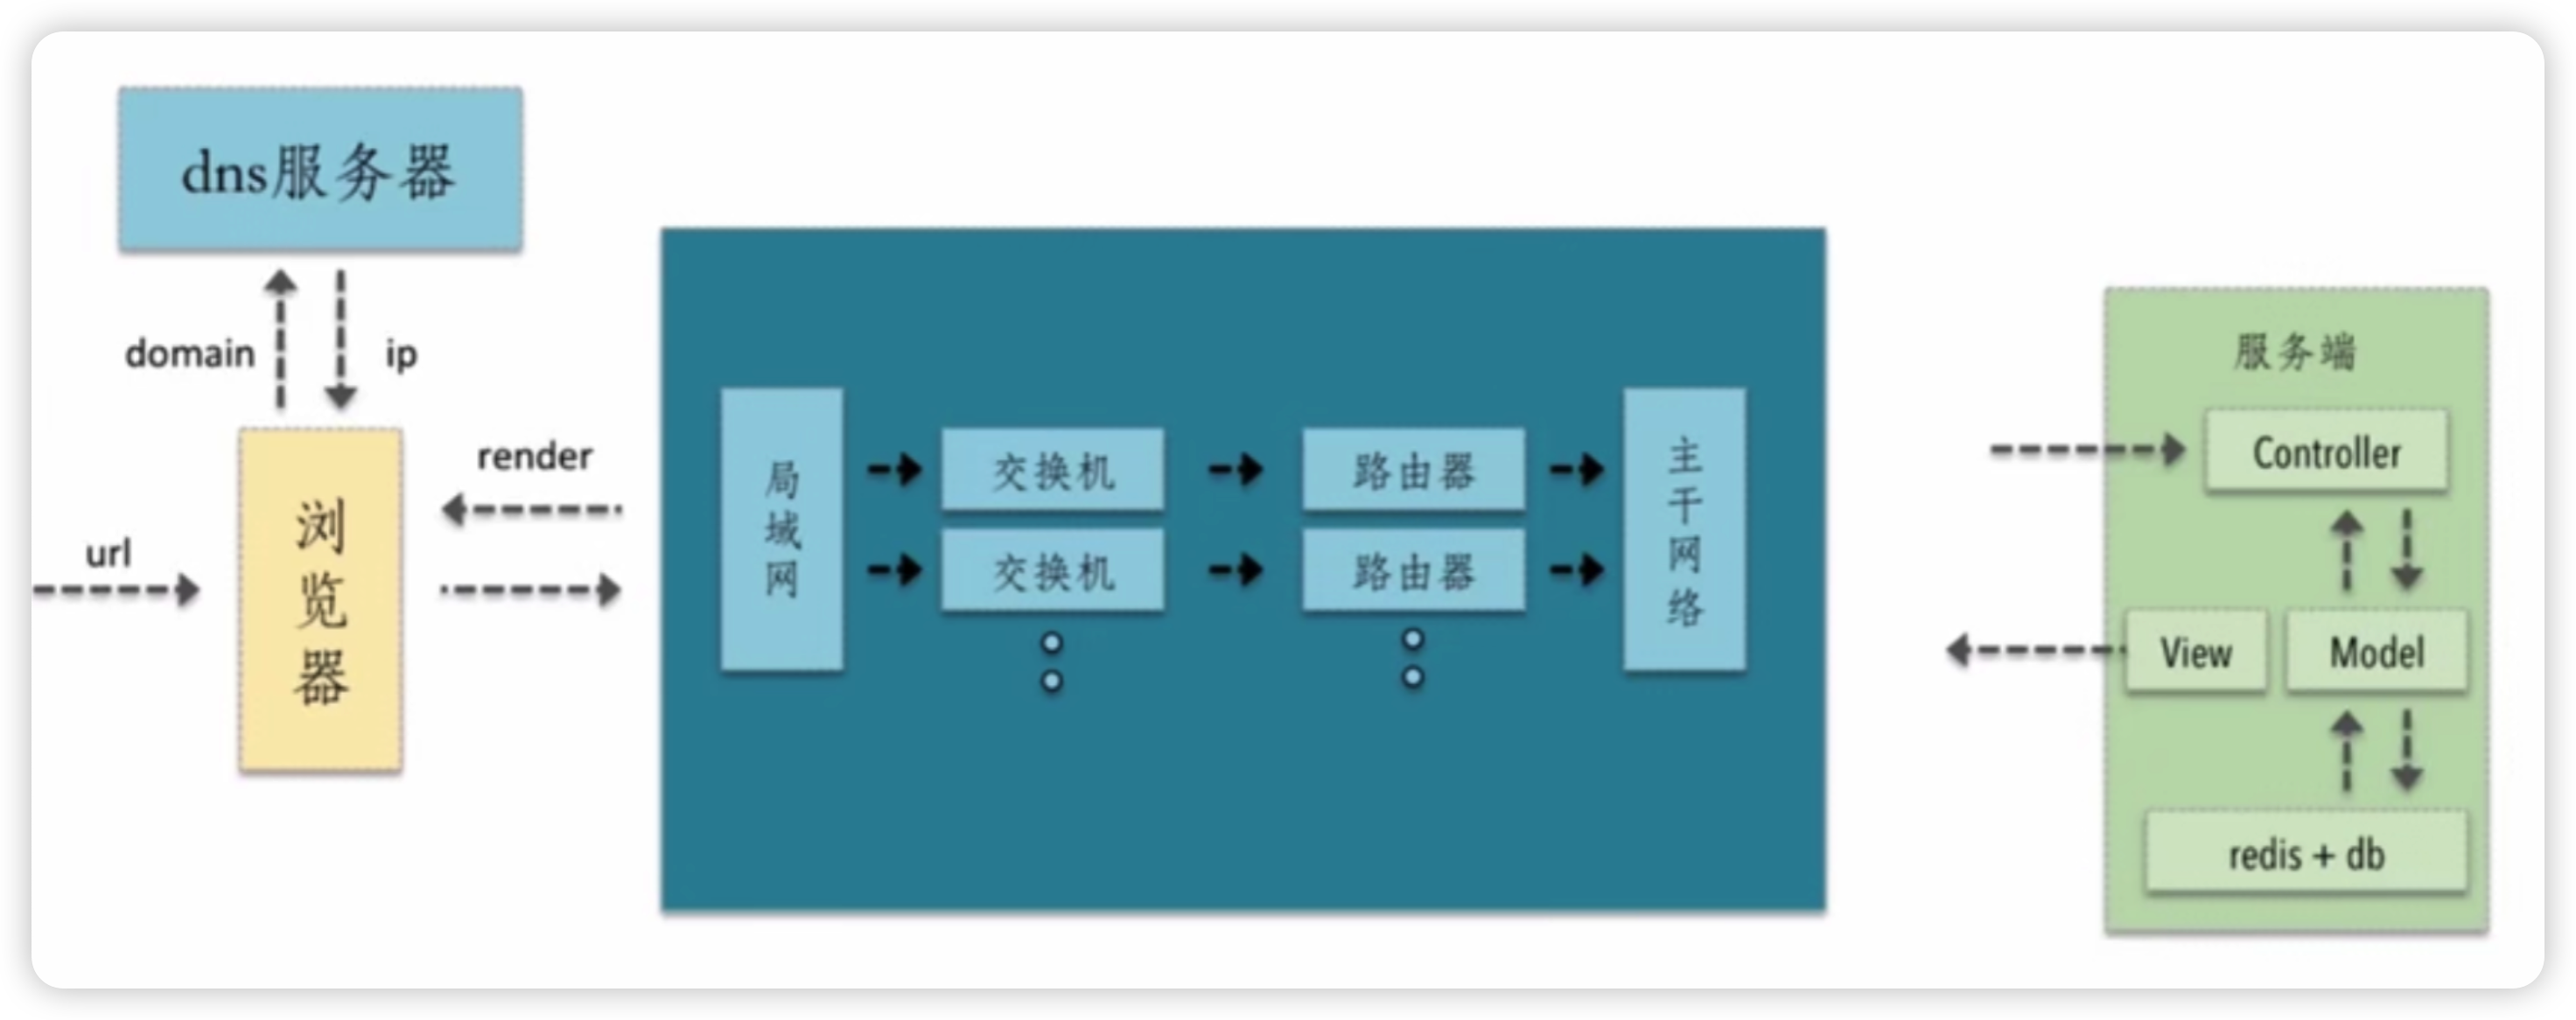 dns服务器
domain
ip
render
url
浏览器
局域网
交换机
路由器
交换机
路由器
主干网络
服务端
Controller
View
Model
redis + db